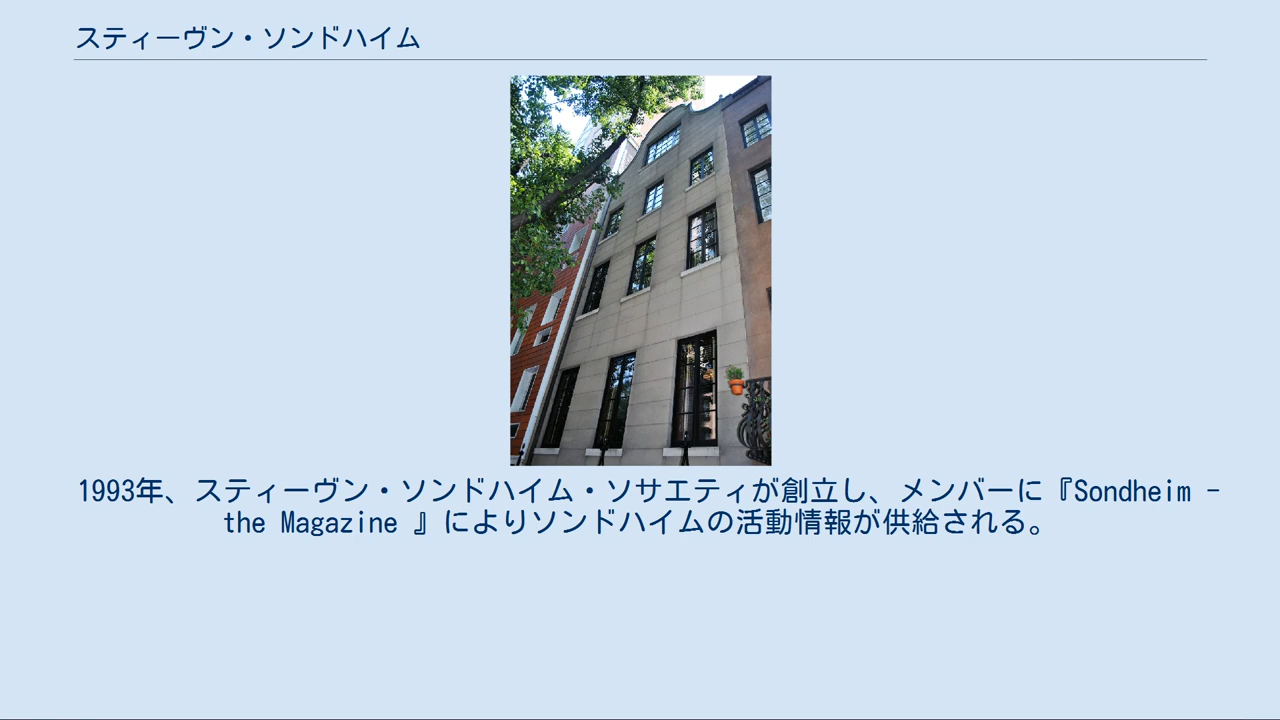 スティーヴン・ソンドハイム
1993年、スティーヴン・ソンドハイム・ソサエティが創立し、メンバーに『Sondheim -
the Magazine 』によりソンドハイムの活動情報が供給される。